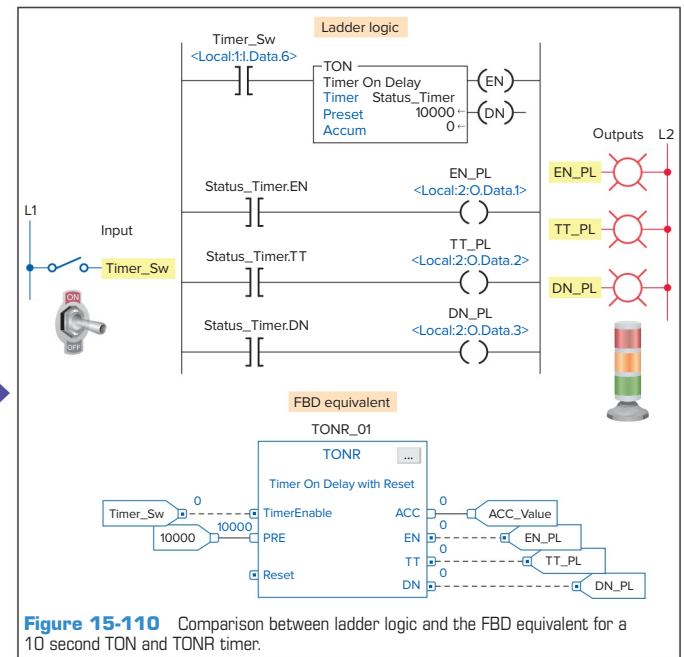 Ladder logic
Timer_Sw
<Local:1:I.Data.6>
TON
Timer On Delay
Timer Status_Timer
Preset 10000
Accum 0
EN
DN
Outputs L2
EN_PL
Status_Timer.EN
EN_PL
<Local:2:O.Data.1>
L1
Input
Timer_Sw
ON
OFF
TT_PL
Status_Timer.TT
TT_PL
<Local:2:O.Data.2>
DN_PL
Status_Timer.DN
DN_PL
<Local:2:O.Data.3>
FBD equivalent
TONR_01
TONR ...
Timer On Delay with Reset
Timer_Sw 0 TimerEnable
10000 10000 PRE
Reset
ACC 0 ACC_Value
EN 0 EN_PL
TT 0 TT_PL
DN 0 DN_PL
Figure 15-110 Comparison between ladder logic and the FBD equivalent for a
10 second TON and TONR timer.